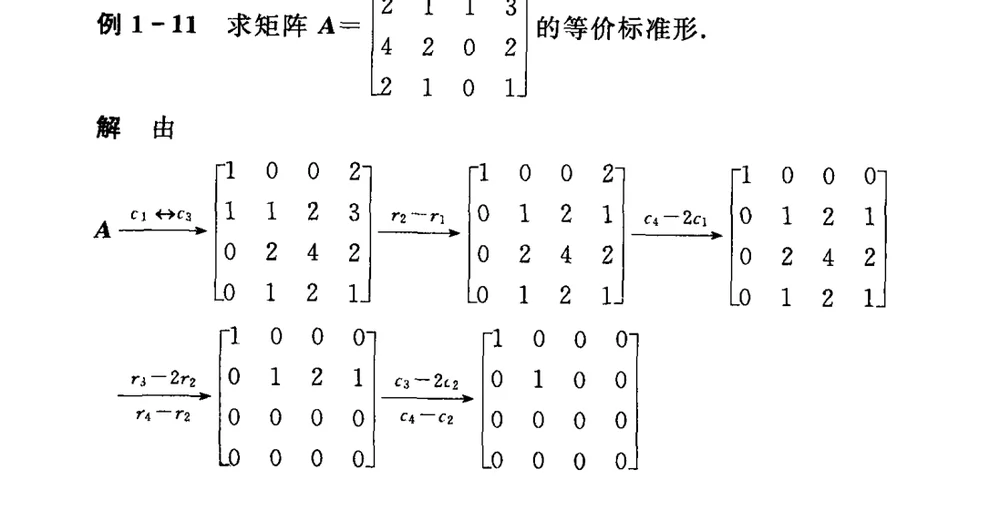 2 1 1 3
例 1-11 求矩阵 A= 的等价标准形.
4 2 0 2
2 1 0 1
解 由
1 0 0 2 1 0 0 2 1 0 0 0
A c1↔c3 1 1 2 3 r2-r1 0 1 2 1 c4-2c1 0 1 2 1
0 2 4 2 0 2 4 2 0 2 4 2
0 1 2 1 0 1 2 1 0 1 2 1
1 0 0 0 1 0 0 0
r3-2r2 0 1 2 1 c3-2c2 0 1 0 0
r4-r2 0 0 0 0 c4-c2 0 0 0 0
0 0 0 0 0 0 0 0